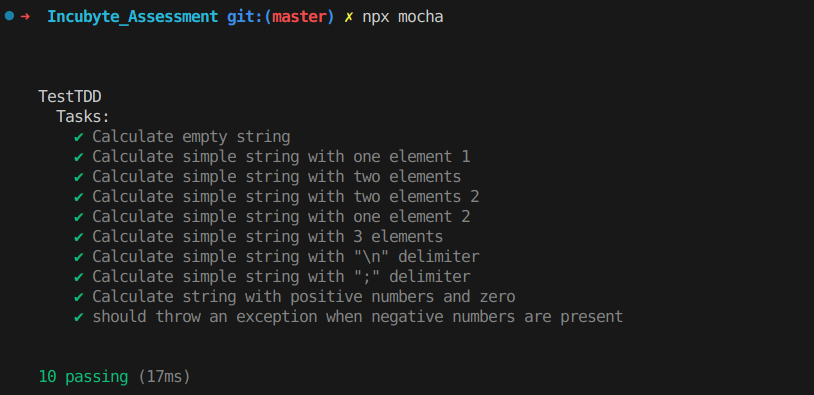 ➜ Incubyte_Assessment git:(master) ✗ npx mocha
TestTDD
Tasks:
✔ Calculate empty string
✔ Calculate simple string with one element 1
✔ Calculate simple string with two elements
✔ Calculate simple string with two elements 2
✔ Calculate simple string with one element 2
✔ Calculate simple string with 3 elements
✔ Calculate simple string with "\n" delimiter
✔ Calculate simple string with ";" delimiter
✔ Calculate string with positive numbers and zero
✔ should throw an exception when negative numbers are present
10 passing (17ms)